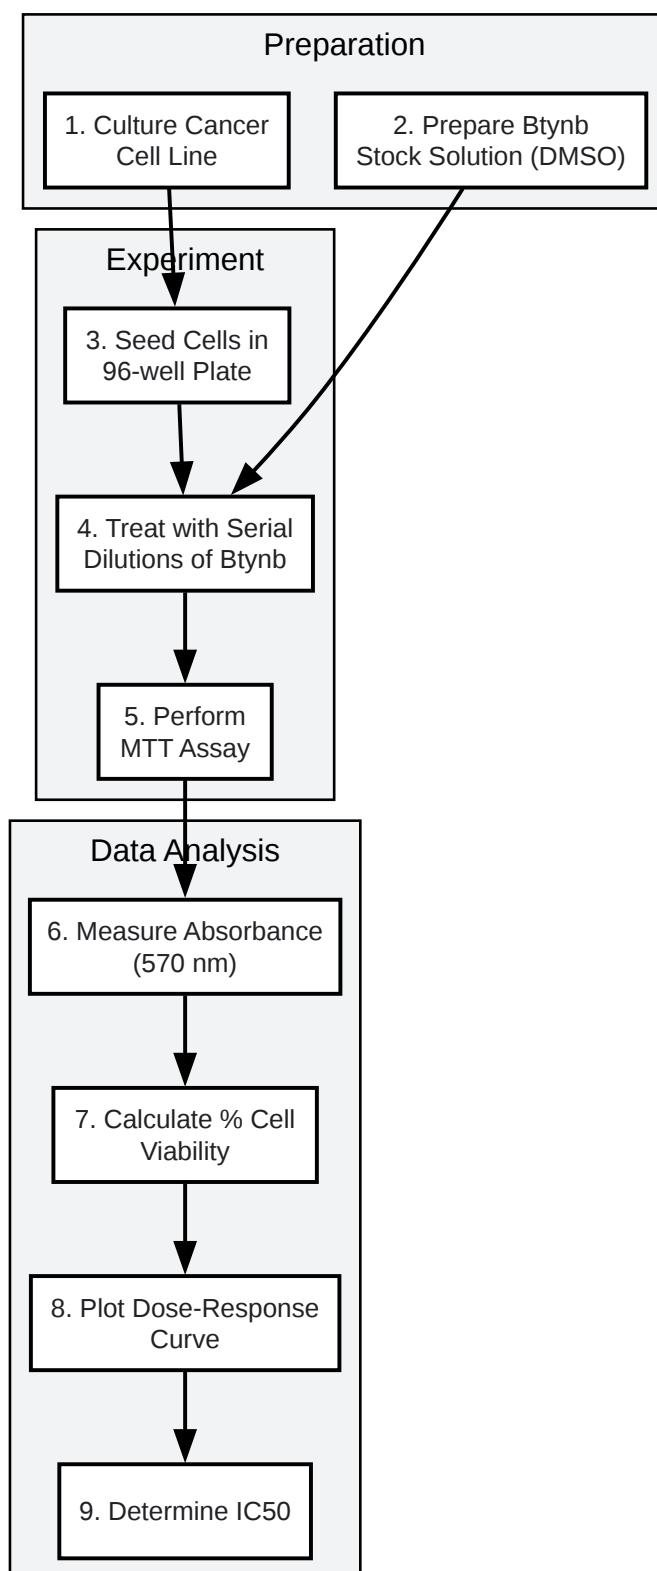 Preparation
1. Culture Cancer
Cell Line
2. Prepare Btynb
Stock Solution (DMSO)
Experiment
3. Seed Cells in
96-well Plate
4. Treat with Serial
Dilutions of Btynb
5. Perform
MTT Assay
Data Analysis
6. Measure Absorbance
(570 nm)
7. Calculate % Cell
Viability
8. Plot Dose-Response
Curve
9. Determine IC50